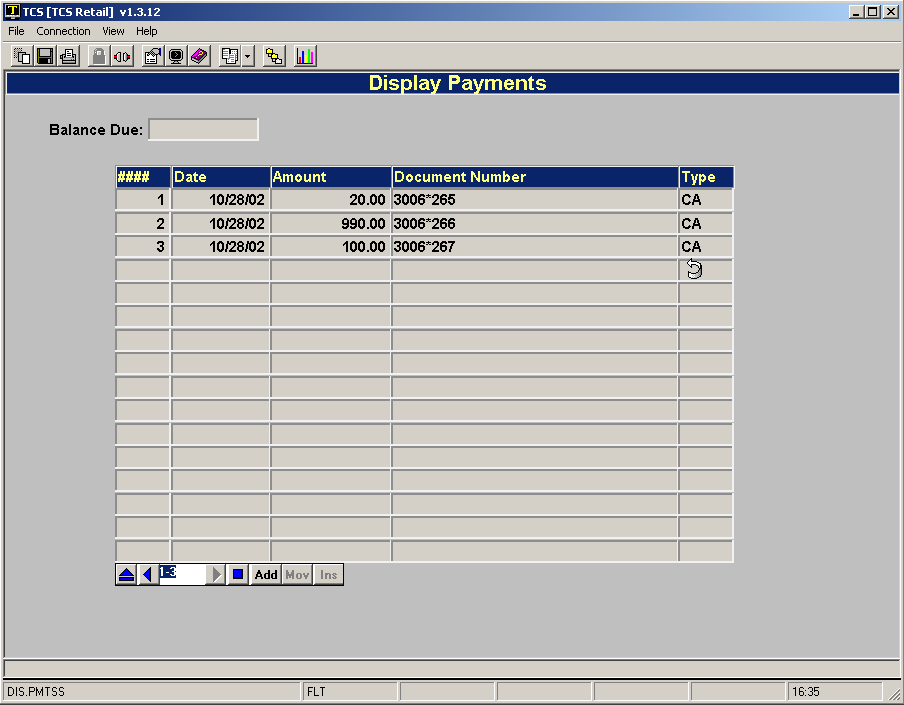 TCS [TCS Retail] v1.3.12
File Connection View Help
Display Payments
Balance Due:
#### Date Amount Document Number Type
1 10/28/02 20.00 3006*265 CA
2 10/28/02 990.00 3006*266 CA
3 10/28/02 100.00 3006*267 CA
1-3 Add Mov Ins
DIS.PMTSS FLT 16:35